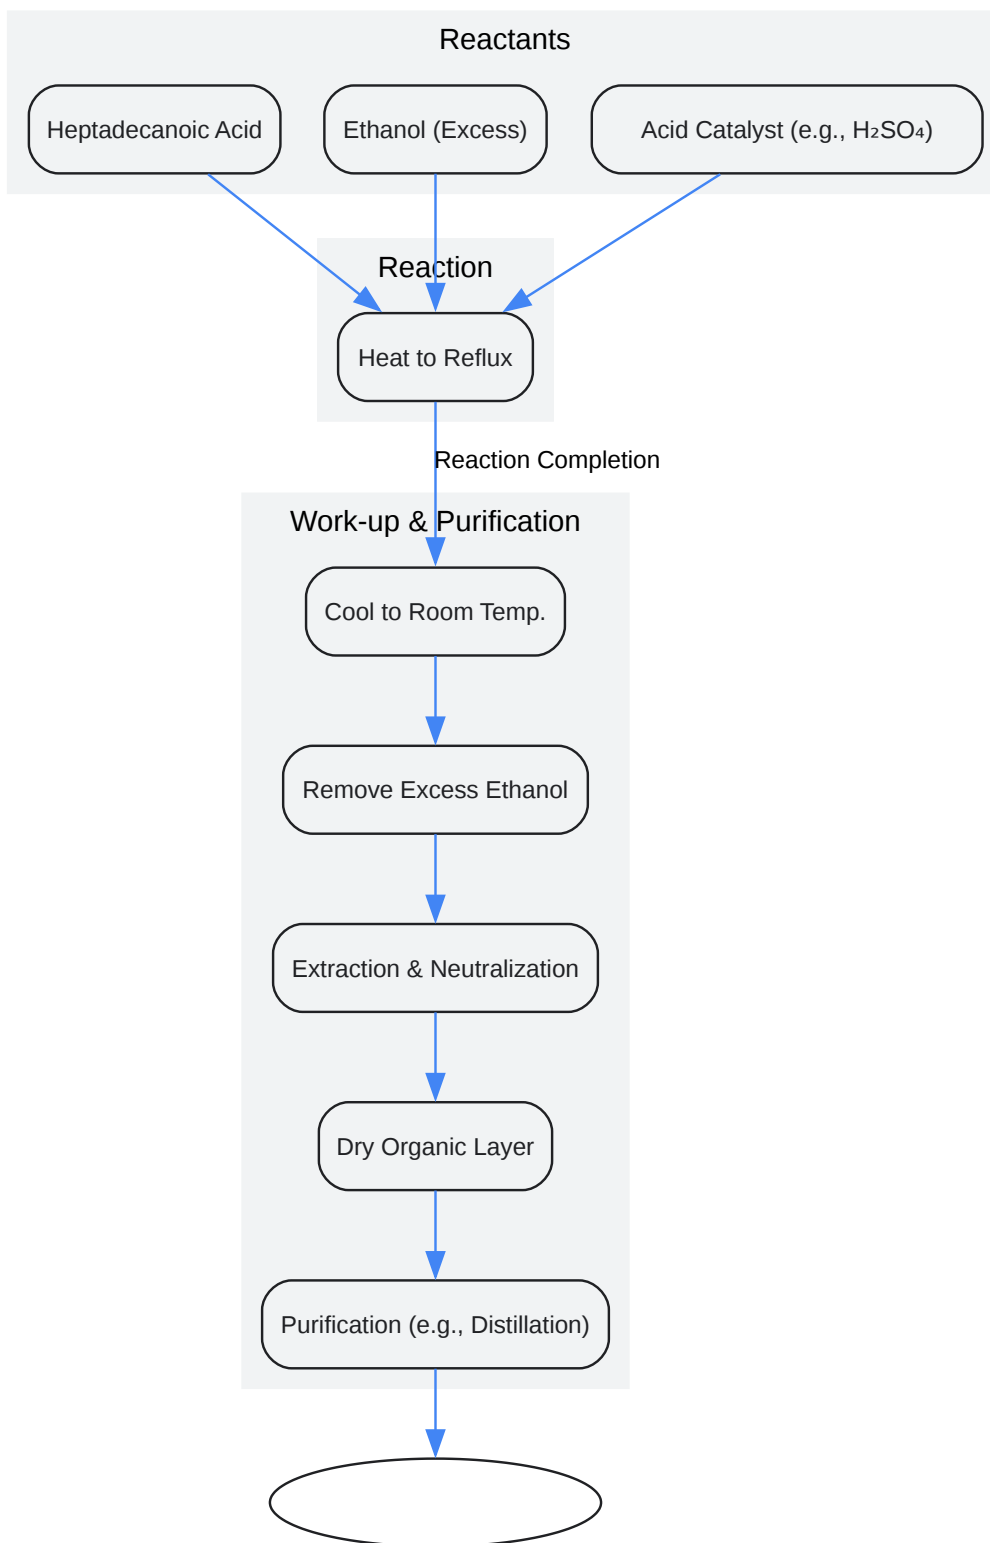 Reactants
Heptadecanoic Acid
Ethanol (Excess)
Acid Catalyst (e.g., H₂SO₄)
Reaction
Heat to Reflux
Reaction Completion
Work-up & Purification
Cool to Room Temp.
Remove Excess Ethanol
Extraction & Neutralization
Dry Organic Layer
Purification (e.g., Distillation)